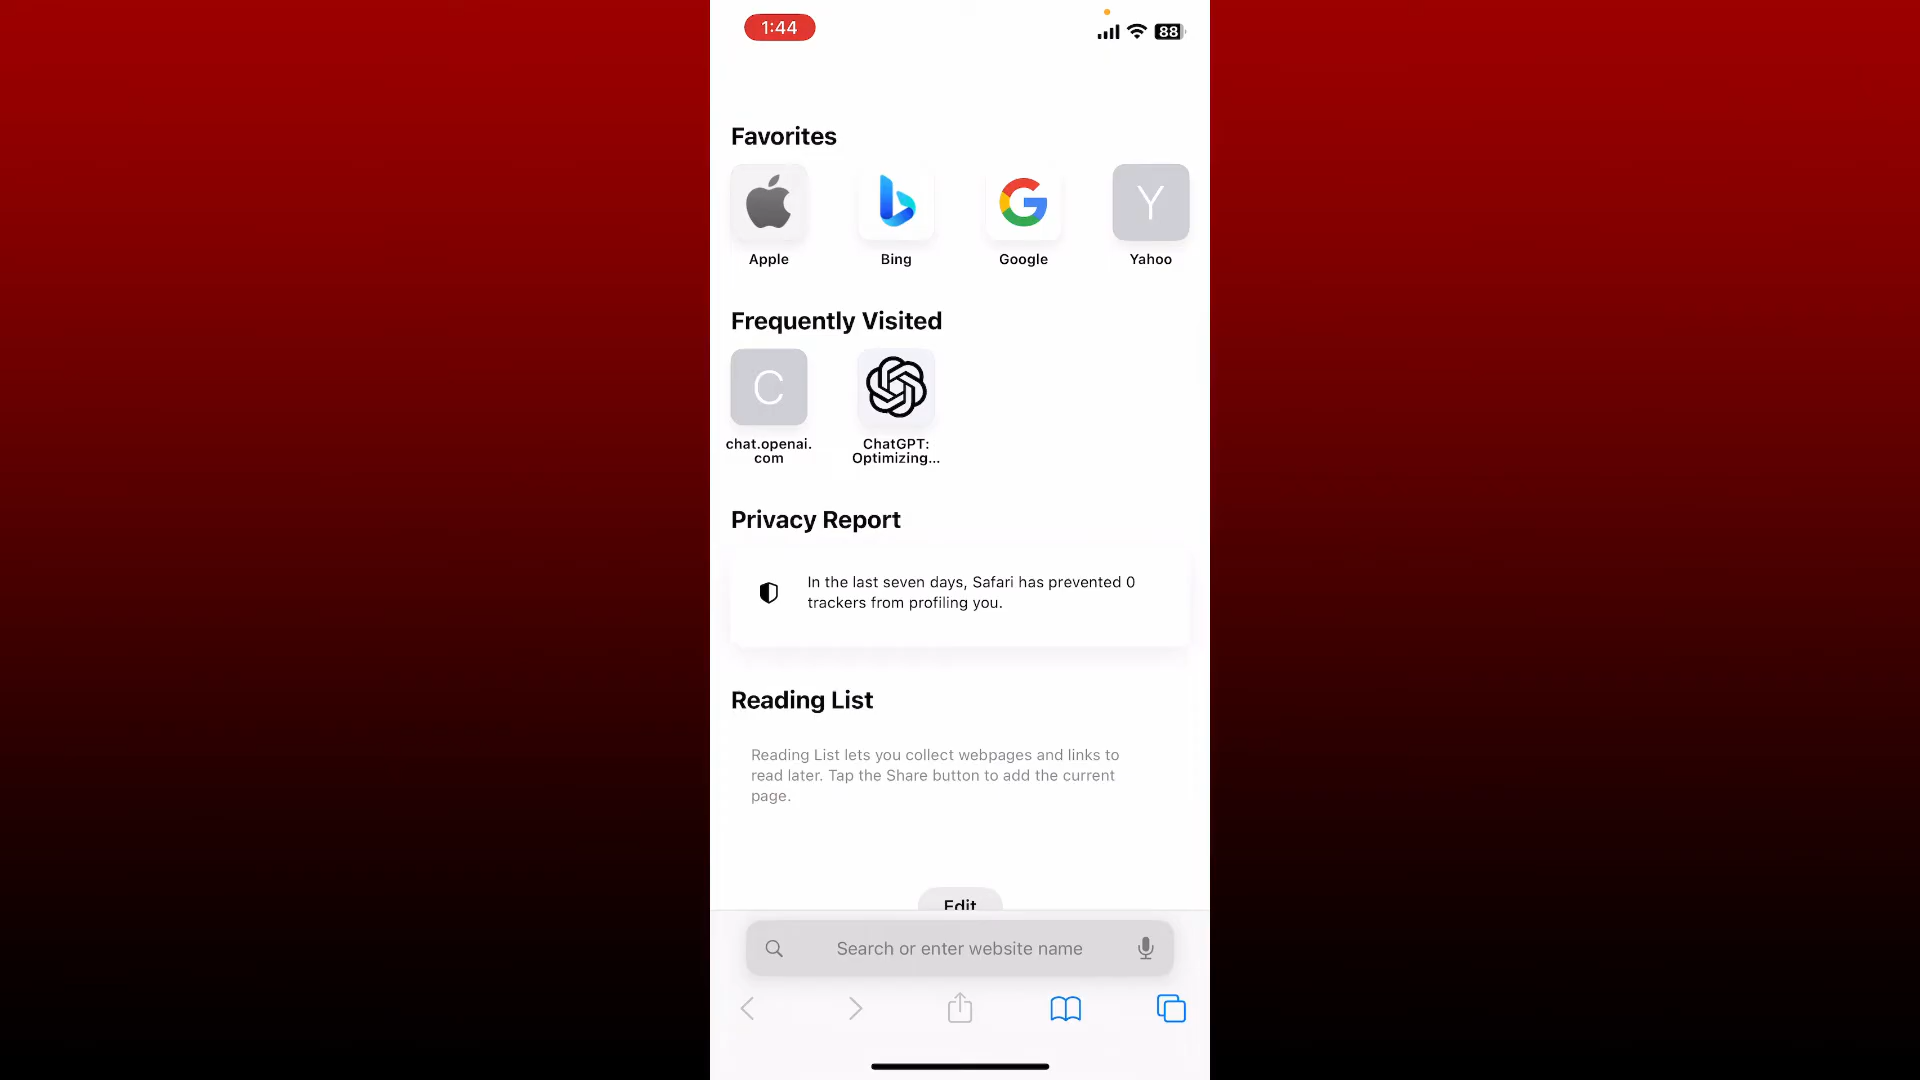 1:44
88
Favorites
Y
Apple
Bing
Google
Yahoo
Frequently Visited
C
chat.openai.
com
ChatGPT:
Optimizing...
Privacy Report
In the last seven days, Safari has prevented 0
trackers from profiling you.
Reading List
Reading List lets you collect webpages and links to
read later. Tap the Share button to add the current
page.
Edit
Search or enter website name